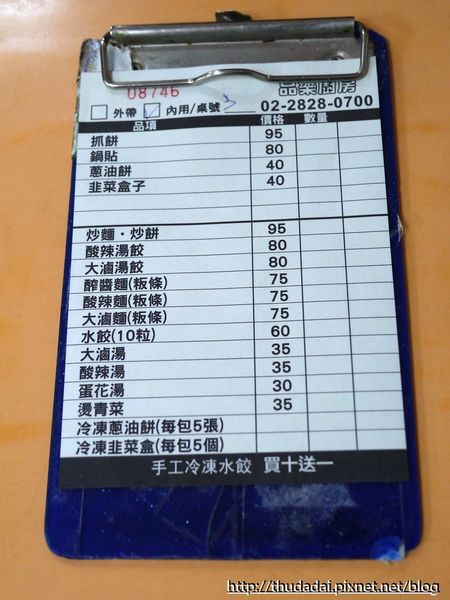 08746
品榮廚房
外帶 內用/桌號 3
02-2828-0700
品項 價格 數量
抓餅 95
鍋貼 80
蔥油餅 40
韭菜盒子 40
炒麵·炒餅 95
酸辣湯餃 80
大滷湯餃 80
醡醬麵(粄條) 75
酸辣麵(粄條) 75
大滷麵(粄條) 75
水餃(10粒) 60
大滷湯 35
酸辣湯 35
蛋花湯 30
燙青菜 35
冷凍蔥油餅(每包5張)
冷凍韭菜盒(每包5個)
手工冷凍水餃 買十送一
http://thudadai.pixnet.net/blog